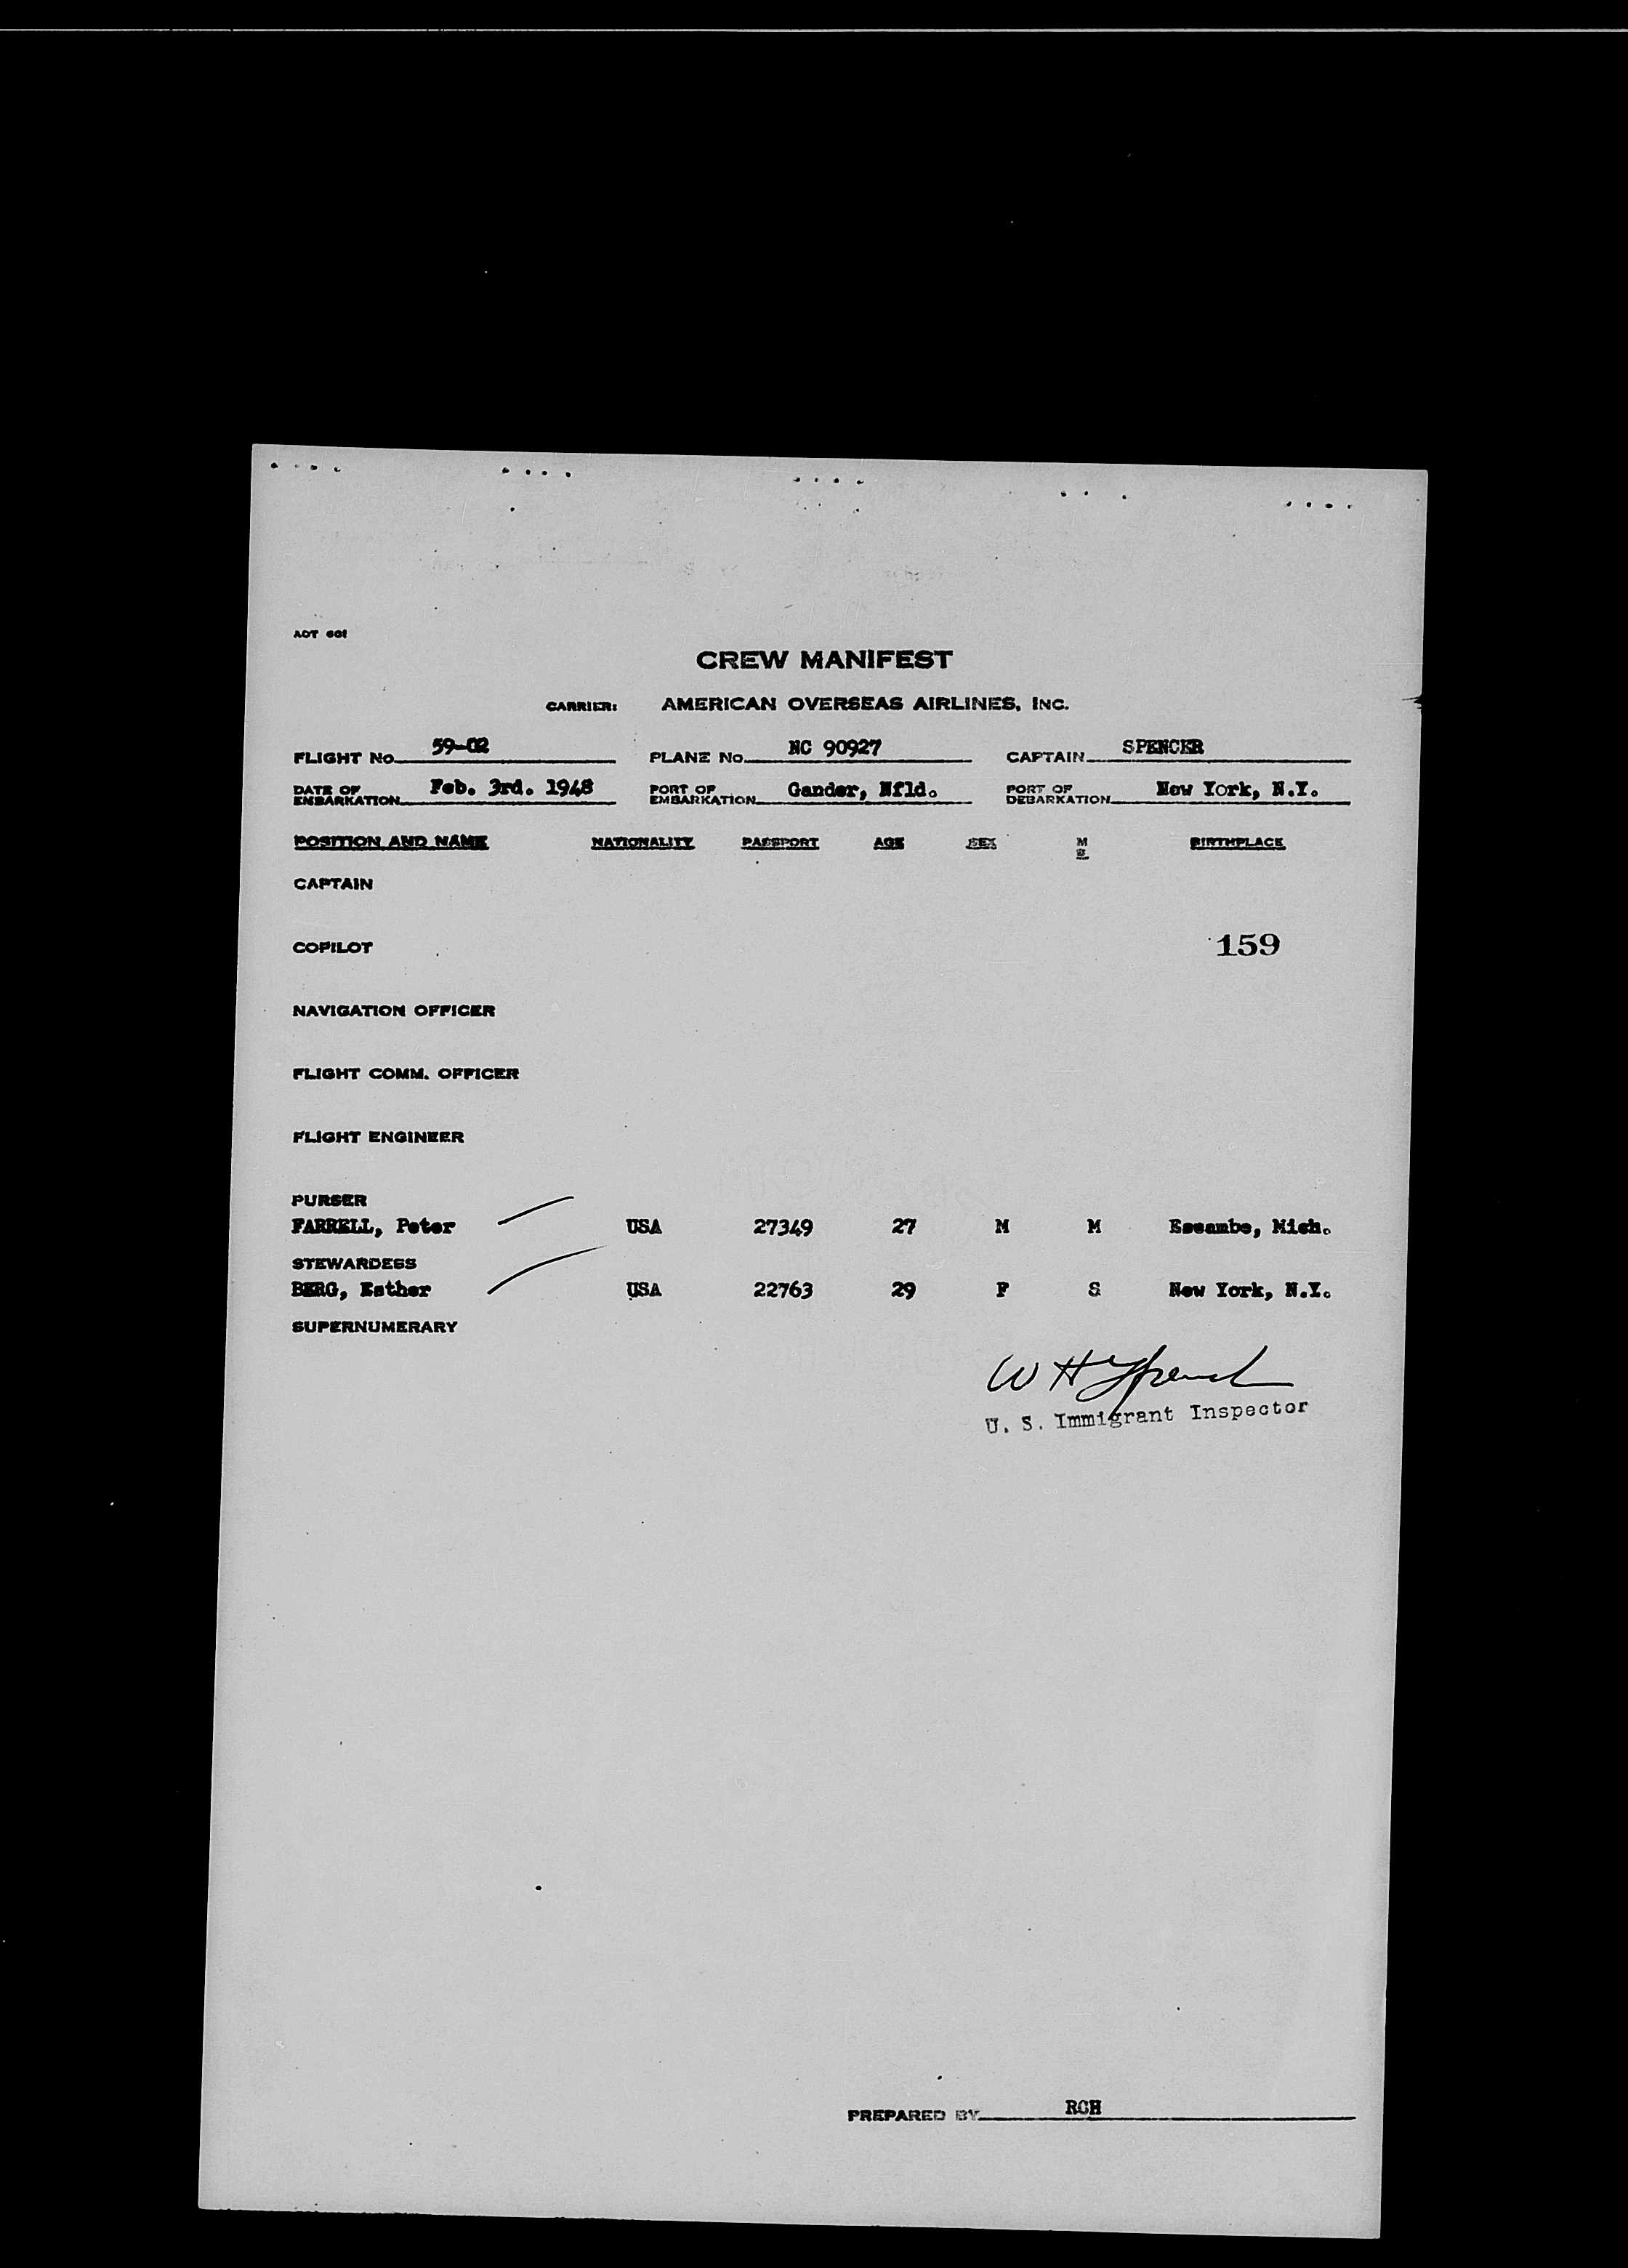 AOT 601
CREW MANIFEST
CARRIER: AMERICAN OVERSEAS AIRLINES, INC.
FLIGHT NO. 59-02 PLANE NO. NC 90927 CAPTAIN SPENCER
DATE OF EMBARKATION Feb. 3rd. 1948 PORT OF EMBARKATION Gander, Nfld. PORT OF DEBARKATION New York, N.Y.
POSITION AND NAME NATIONALITY PASSPORT AGE SEX M S BIRTHPLACE
CAPTAIN
COPILOT 159
NAVIGATION OFFICER
FLIGHT COMM. OFFICER
FLIGHT ENGINEER
PURSER
FARRELL, Peter USA 27349 27 M M Escambe, Mich.
STEWARDESS
BERG, Esther USA 22763 29 F S New York, N.Y.
SUPERNUMERARY
W H
U. S. Immigrant Inspector
PREPARED BY RCH